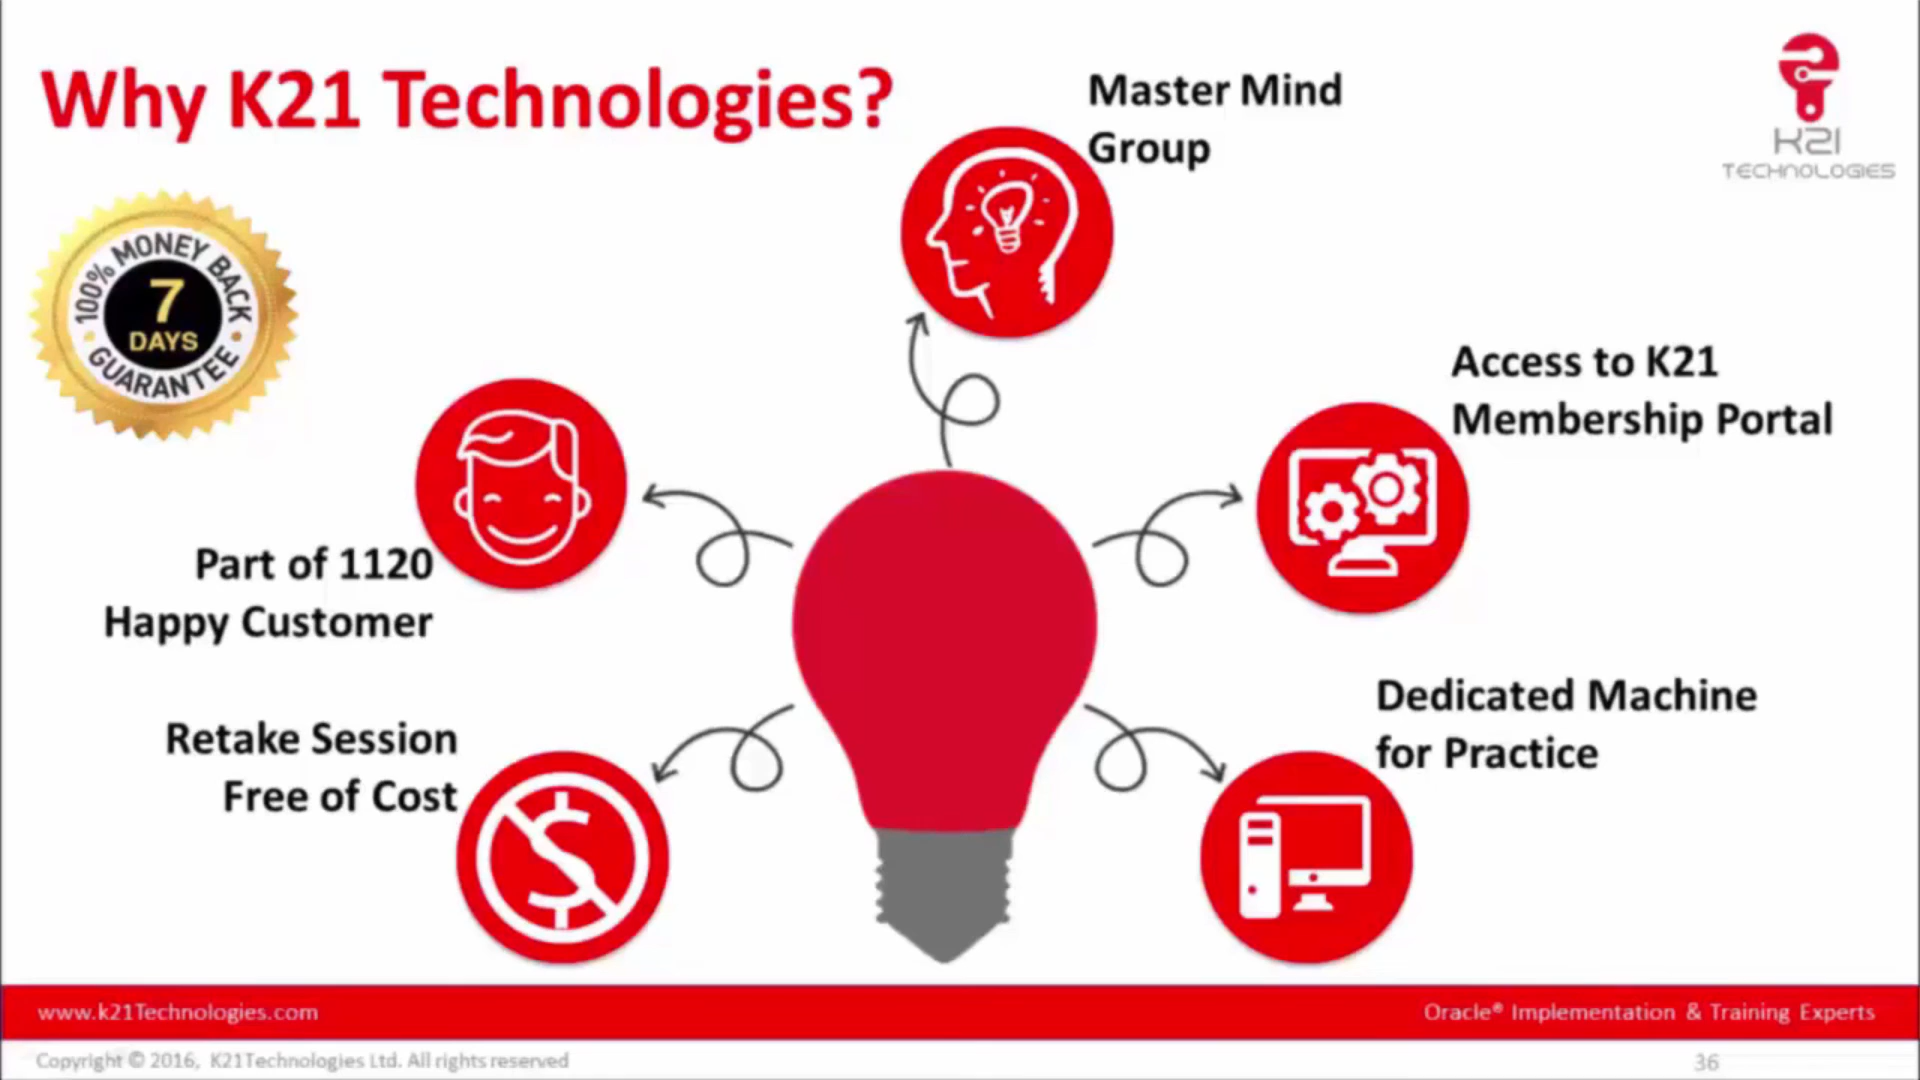 Why K21 Technologies?
Master Mind
Group
K21
TECHNOLOGIES
100% MONEY BACK
7
DAYS
GUARANTEE
Access to K21
Membership Portal
Part of 1120
Happy Customer
Dedicated Machine
for Practice
Retake Session
Free of Cost
www.k21Technologies.com
Oracle® Implementation & Training Experts
Copyright © 2016, K21Technologies Ltd. All rights reserved
36